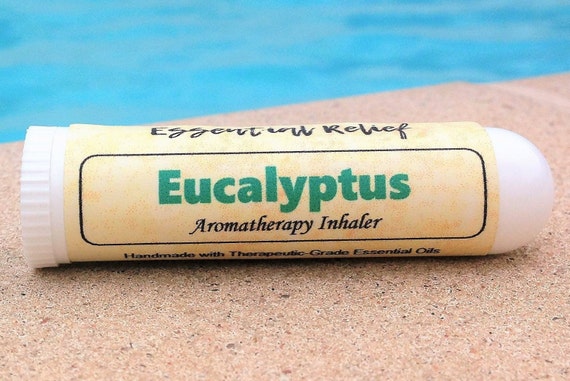 Essential Relief
Eucalyptus
Aromatherapy Inhaler
Handmade with Therapeutic-Grade Essential Oils